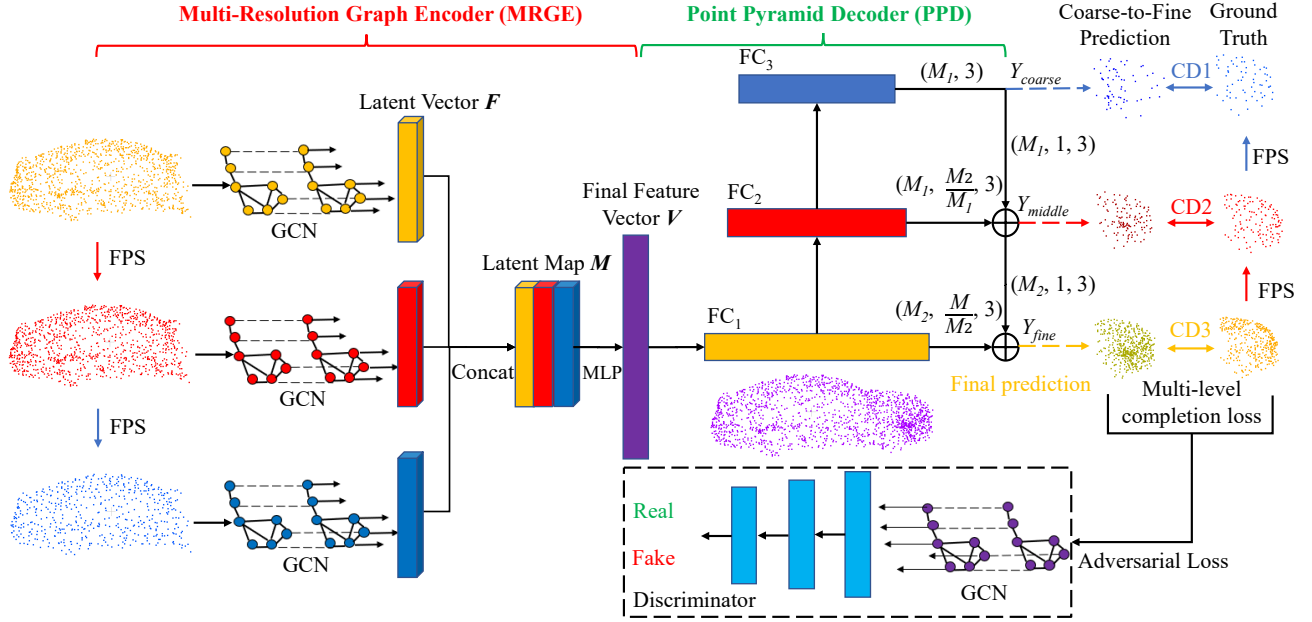 Multi-Resolution Graph Encoder (MRGE)
Point Pyramid Decoder (PPD)
Coarse-to-Fine
Prediction
Ground
Truth
Latent Vector F
GCN
FPS
GCN
FPS
GCN
Concat
Latent Map M
MLP
Final Feature
Vector V
FC3
(M1, 3)
Ycoarse
CD1
(M1, 1, 3)
FPS
FC2
(M1, M2/M1, 3)
Ymiddle
CD2
(M2, 1, 3)
FPS
FC1
(M2, M/M2, 3)
Yfine
CD3
Final prediction
Multi-level
completion loss
Real
Fake
Discriminator
GCN
Adversarial Loss